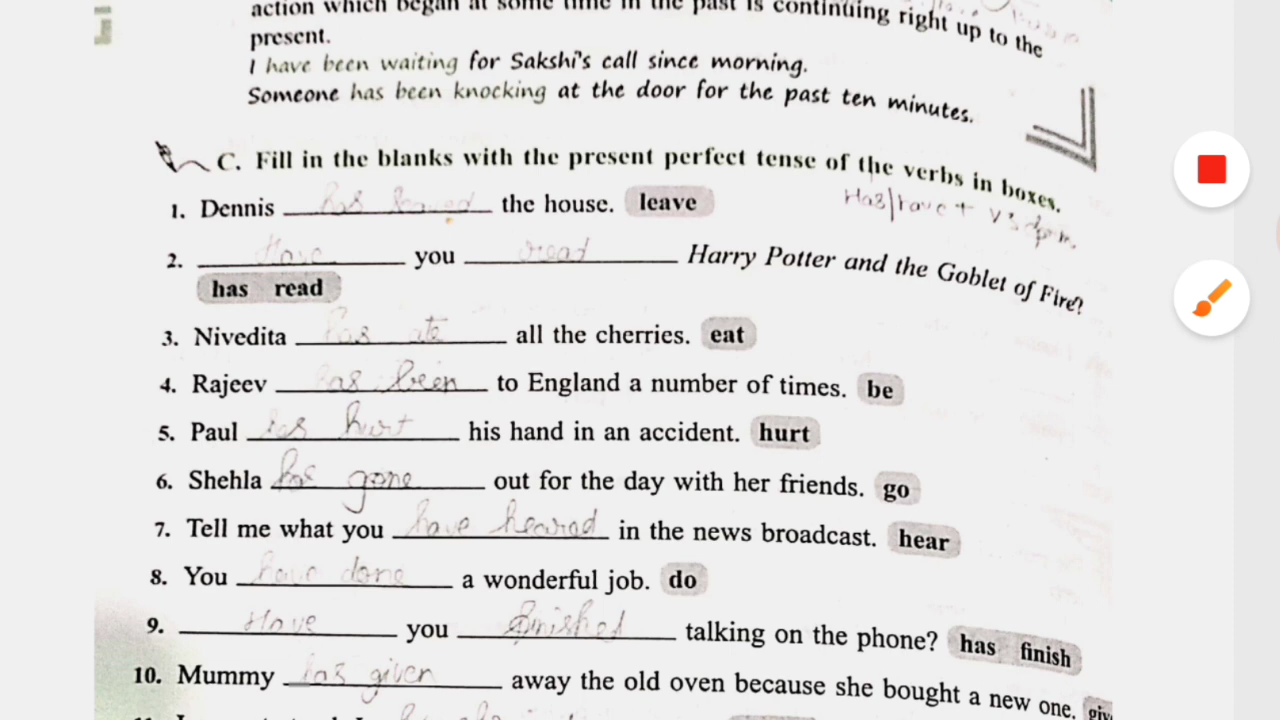 action which began at some time in the past is continuing right up to the
present.
I have been waiting for Sakshi's call since morning.
Someone has been knocking at the door for the past ten minutes.
C. Fill in the blanks with the present perfect tense of the verbs in boxes.
Has/have + V3
1. Dennis has leaved the house. leave
2. Have you read Harry Potter and the Goblet of Fire?
has read
3. Nivedita has ate all the cherries. eat
4. Rajeev has been to England a number of times. be
5. Paul has hurt his hand in an accident. hurt
6. Shehla has gone out for the day with her friends. go
7. Tell me what you have heared in the news broadcast. hear
8. You have done a wonderful job. do
9. Have you finished talking on the phone? has finish
10. Mummy has given away the old oven because she bought a new one. giv